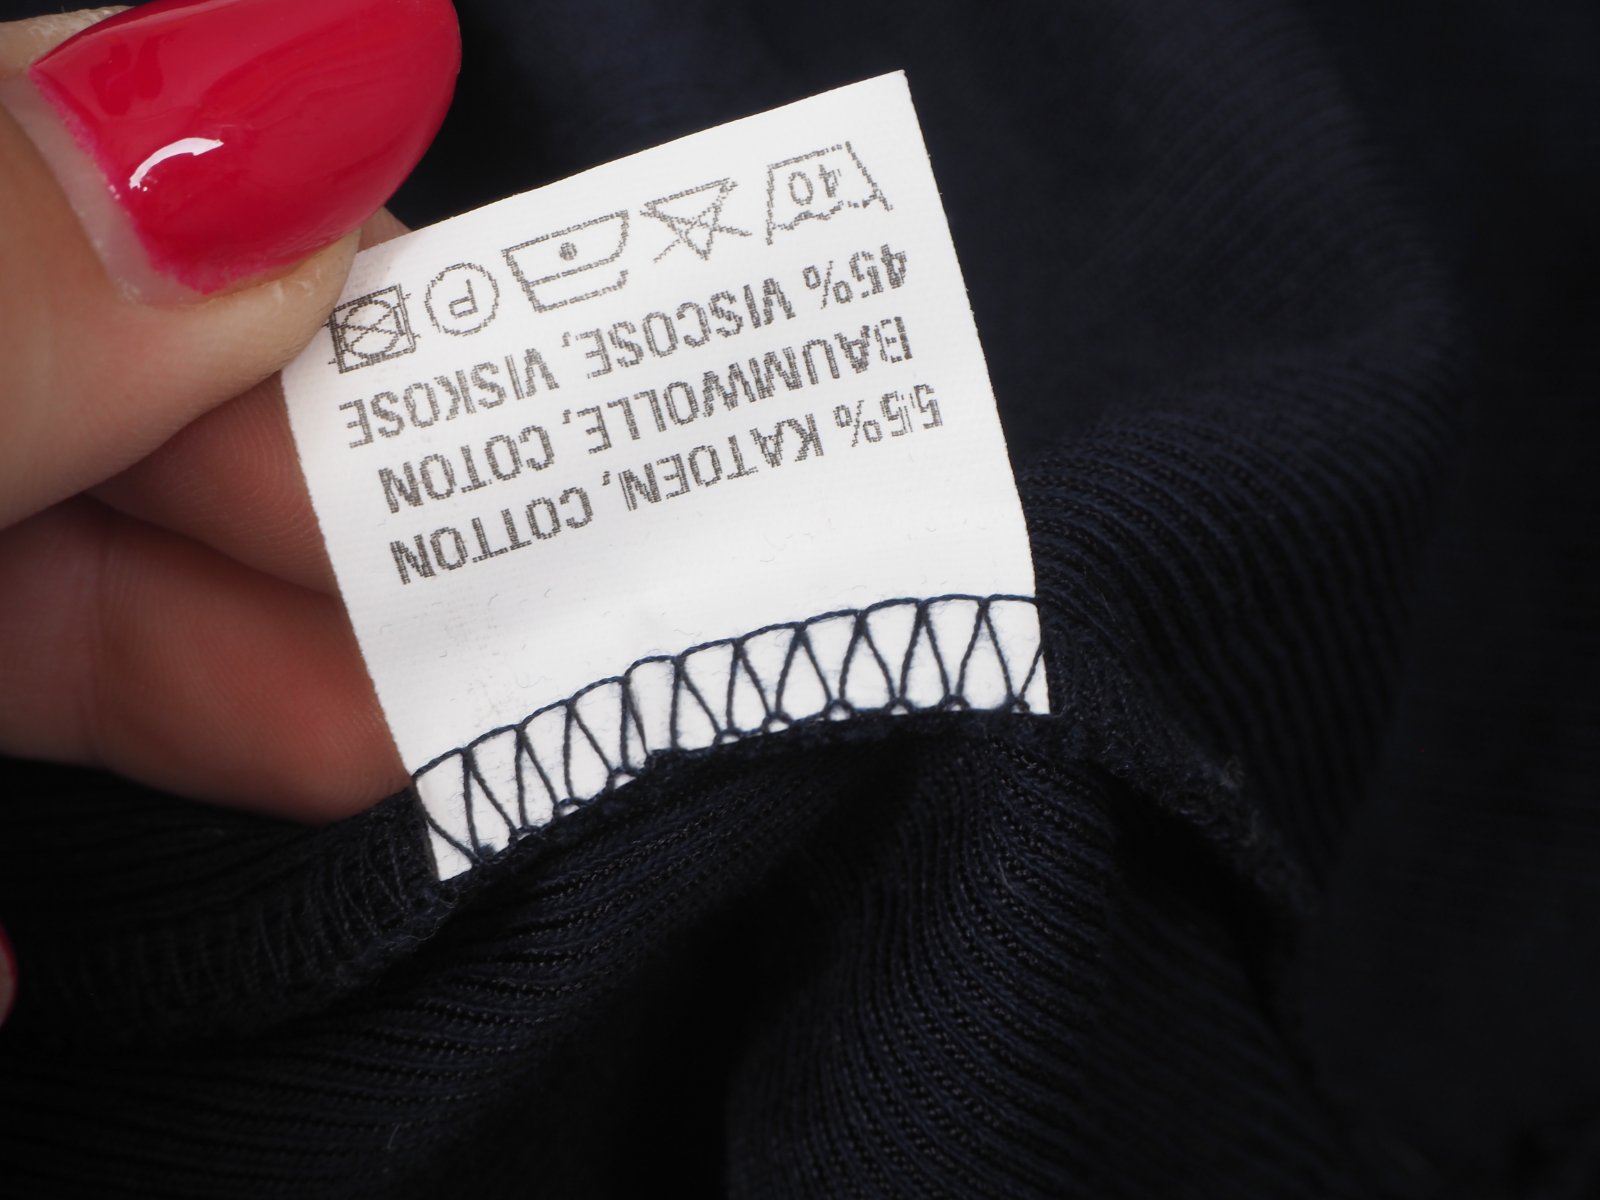 55% KATOEN, COTTON
BAUMWOLLE, COTON
45% VISCOSE, VISKOSE
40
P